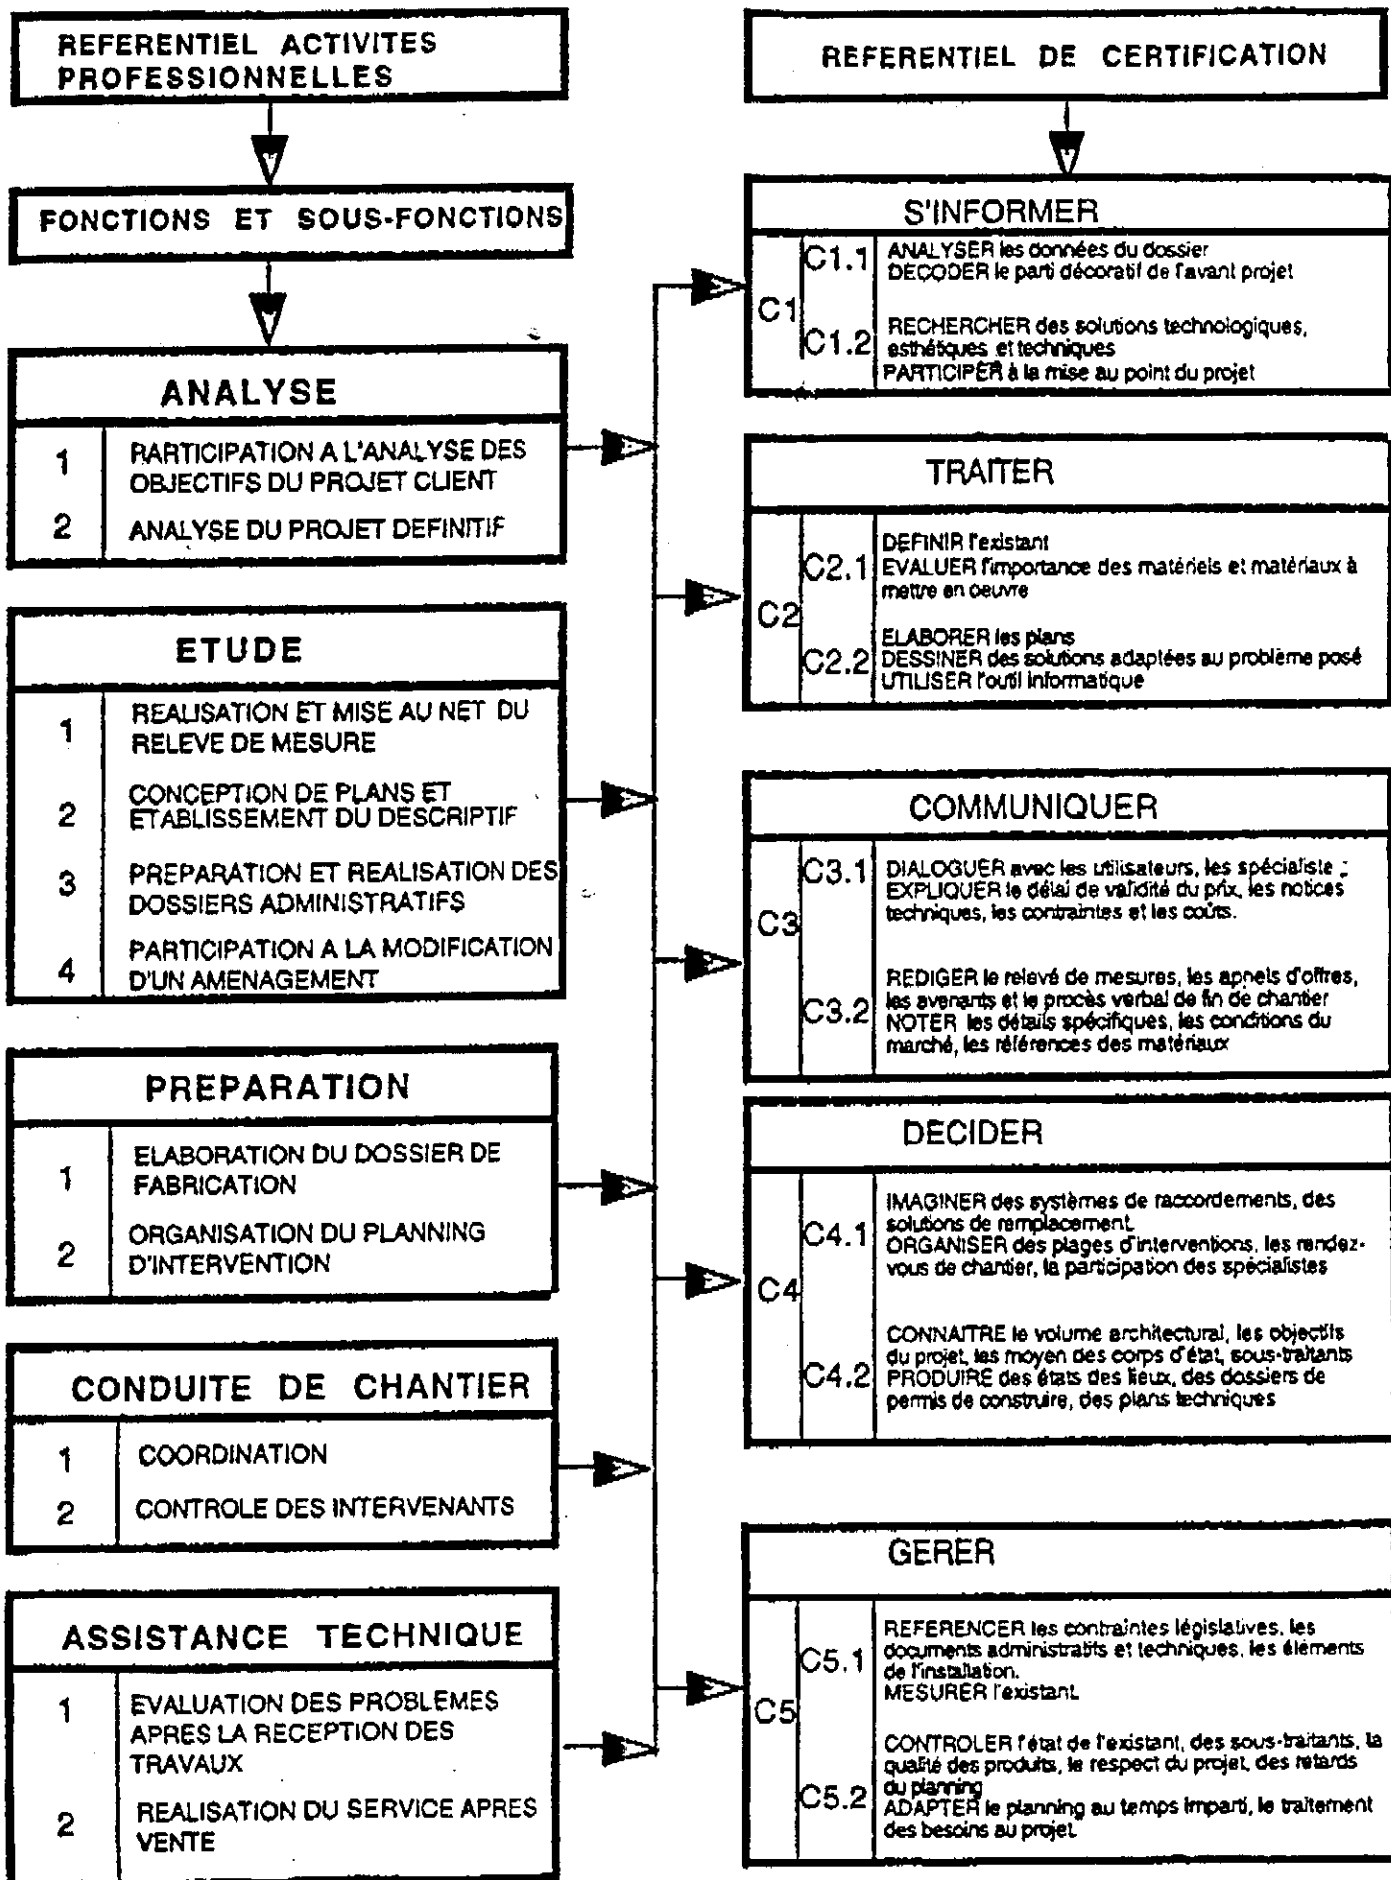 REFERENTIEL ACTIVITES
PROFESSIONNELLES
FONCTIONS ET SOUS-FONCTIONS
ANALYSE
1 PARTICIPATION A L'ANALYSE DES
OBJECTIFS DU PROJET CLIENT
2 ANALYSE DU PROJET DEFINITIF
ETUDE
1 REALISATION ET MISE AU NET DU
RELEVE DE MESURE
2 CONCEPTION DE PLANS ET
ETABLISSEMENT DU DESCRIPTIF
3 PREPARATION ET REALISATION DES
DOSSIERS ADMINISTRATIFS
4 PARTICIPATION A LA MODIFICATION
D'UN AMENAGEMENT
PREPARATION
1 ELABORATION DU DOSSIER DE
FABRICATION
2 ORGANISATION DU PLANNING
D'INTERVENTION
CONDUITE DE CHANTIER
1 COORDINATION
2 CONTROLE DES INTERVENANTS
ASSISTANCE TECHNIQUE
1 EVALUATION DES PROBLEMES
APRES LA RECEPTION DES
TRAVAUX
2 REALISATION DU SERVICE APRES
VENTE
REFERENTIEL DE CERTIFICATION
S'INFORMER
C1
C1.1 ANALYSER les données du dossier
DECODER le parti décoratif de l'avant projet
C1.2 RECHERCHER des solutions technologiques,
esthétiques et techniques
PARTICIPER à la mise au point du projet
TRAITER
C2
DEFINIR l'existant
C2.1 EVALUER l'importance des matériels et matériaux à
mettre en oeuvre
ELABORER les plans
C2.2 DESSINER des solutions adaptées au problème posé
UTILISER l'outil informatique
COMMUNIQUER
C3
C3.1 DIALOGUER avec les utilisateurs, les spécialiste ;
EXPLIQUER le délai de validité du prix, les notices
techniques, les contraintes et les coûts.
REDIGER le relevé de mesures, les appels d'offres,
les avenants et le procès verbal de fin de chantier
C3.2 NOTER les détails spécifiques, les conditions du
marché, les références des matériaux
DECIDER
C4
IMAGINER des systèmes de raccordements, des
solutions de remplacement.
C4.1 ORGANISER des plages d'interventions, les rendez-
vous de chantier, la participation des spécialistes
CONNAITRE le volume architectural, les objectifs
du projet, les moyen des corps d'état, sous-traitants
C4.2 PRODUIRE des états des lieux, des dossiers de
permis de construire, des plans techniques
GERER
C5
REFERENCER les contraintes législatives, les
C5.1 documents administratifs et techniques, les éléments
de l'installation.
MESURER l'existant.
CONTROLER l'état de l'existant, des sous-traitants, la
qualité des produits, le respect du projet, des retards
du planning
C5.2 ADAPTER le planning au temps imparti, le traitement
des besoins au projet.